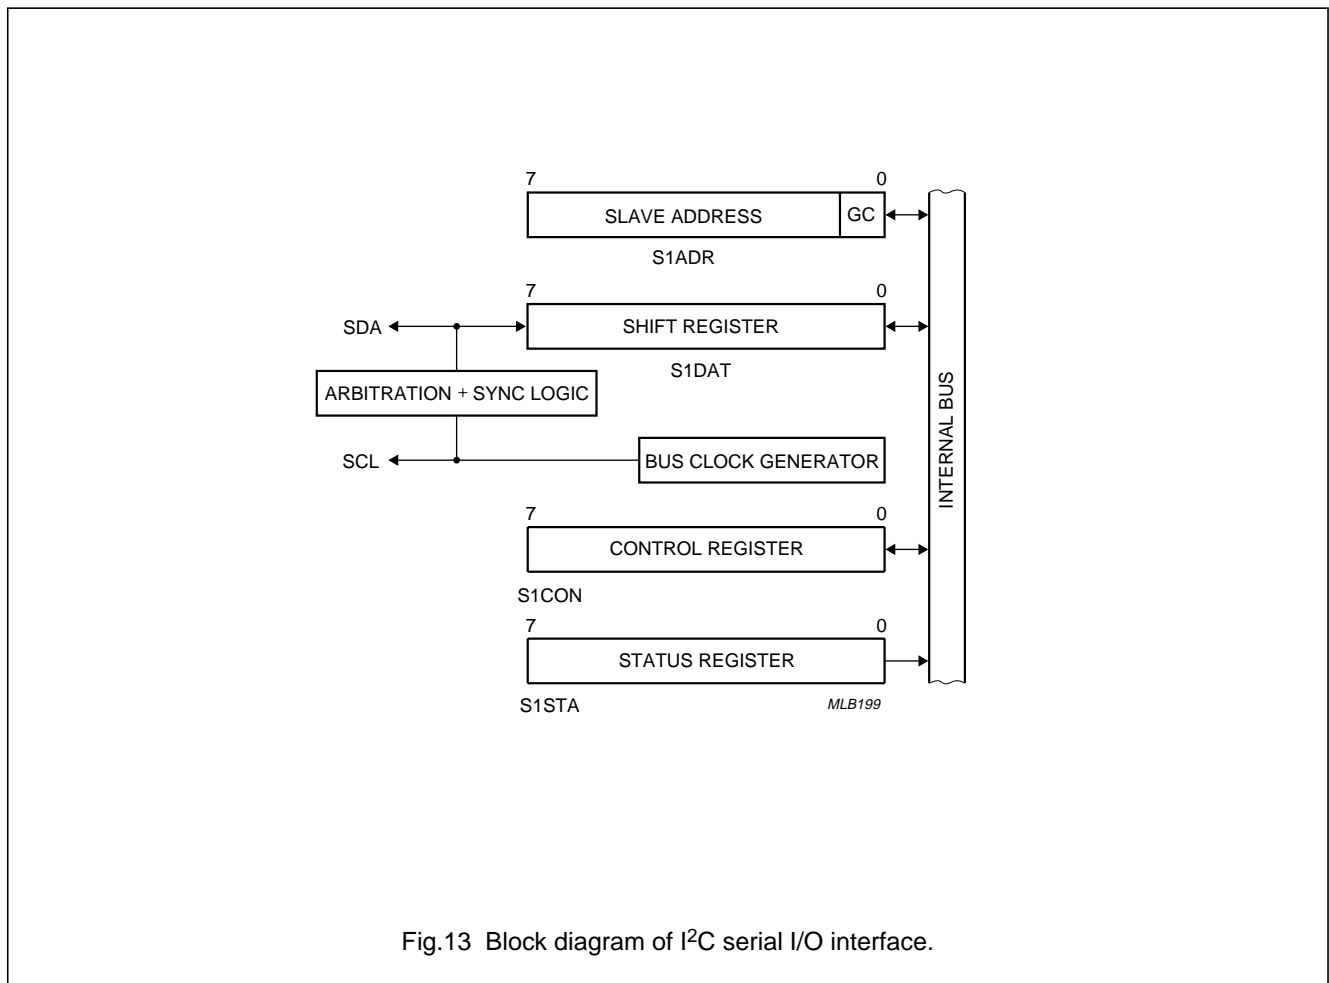 7 0
SLAVE ADDRESS GC
S1ADR
7 0
SDA SHIFT REGISTER
S1DAT
ARBITRATION + SYNC LOGIC
INTERNAL BUS
SCL BUS CLOCK GENERATOR
7 0
CONTROL REGISTER
S1CON
7 0
STATUS REGISTER
S1STA MLB199
Fig.13 Block diagram of I²C serial I/O interface.